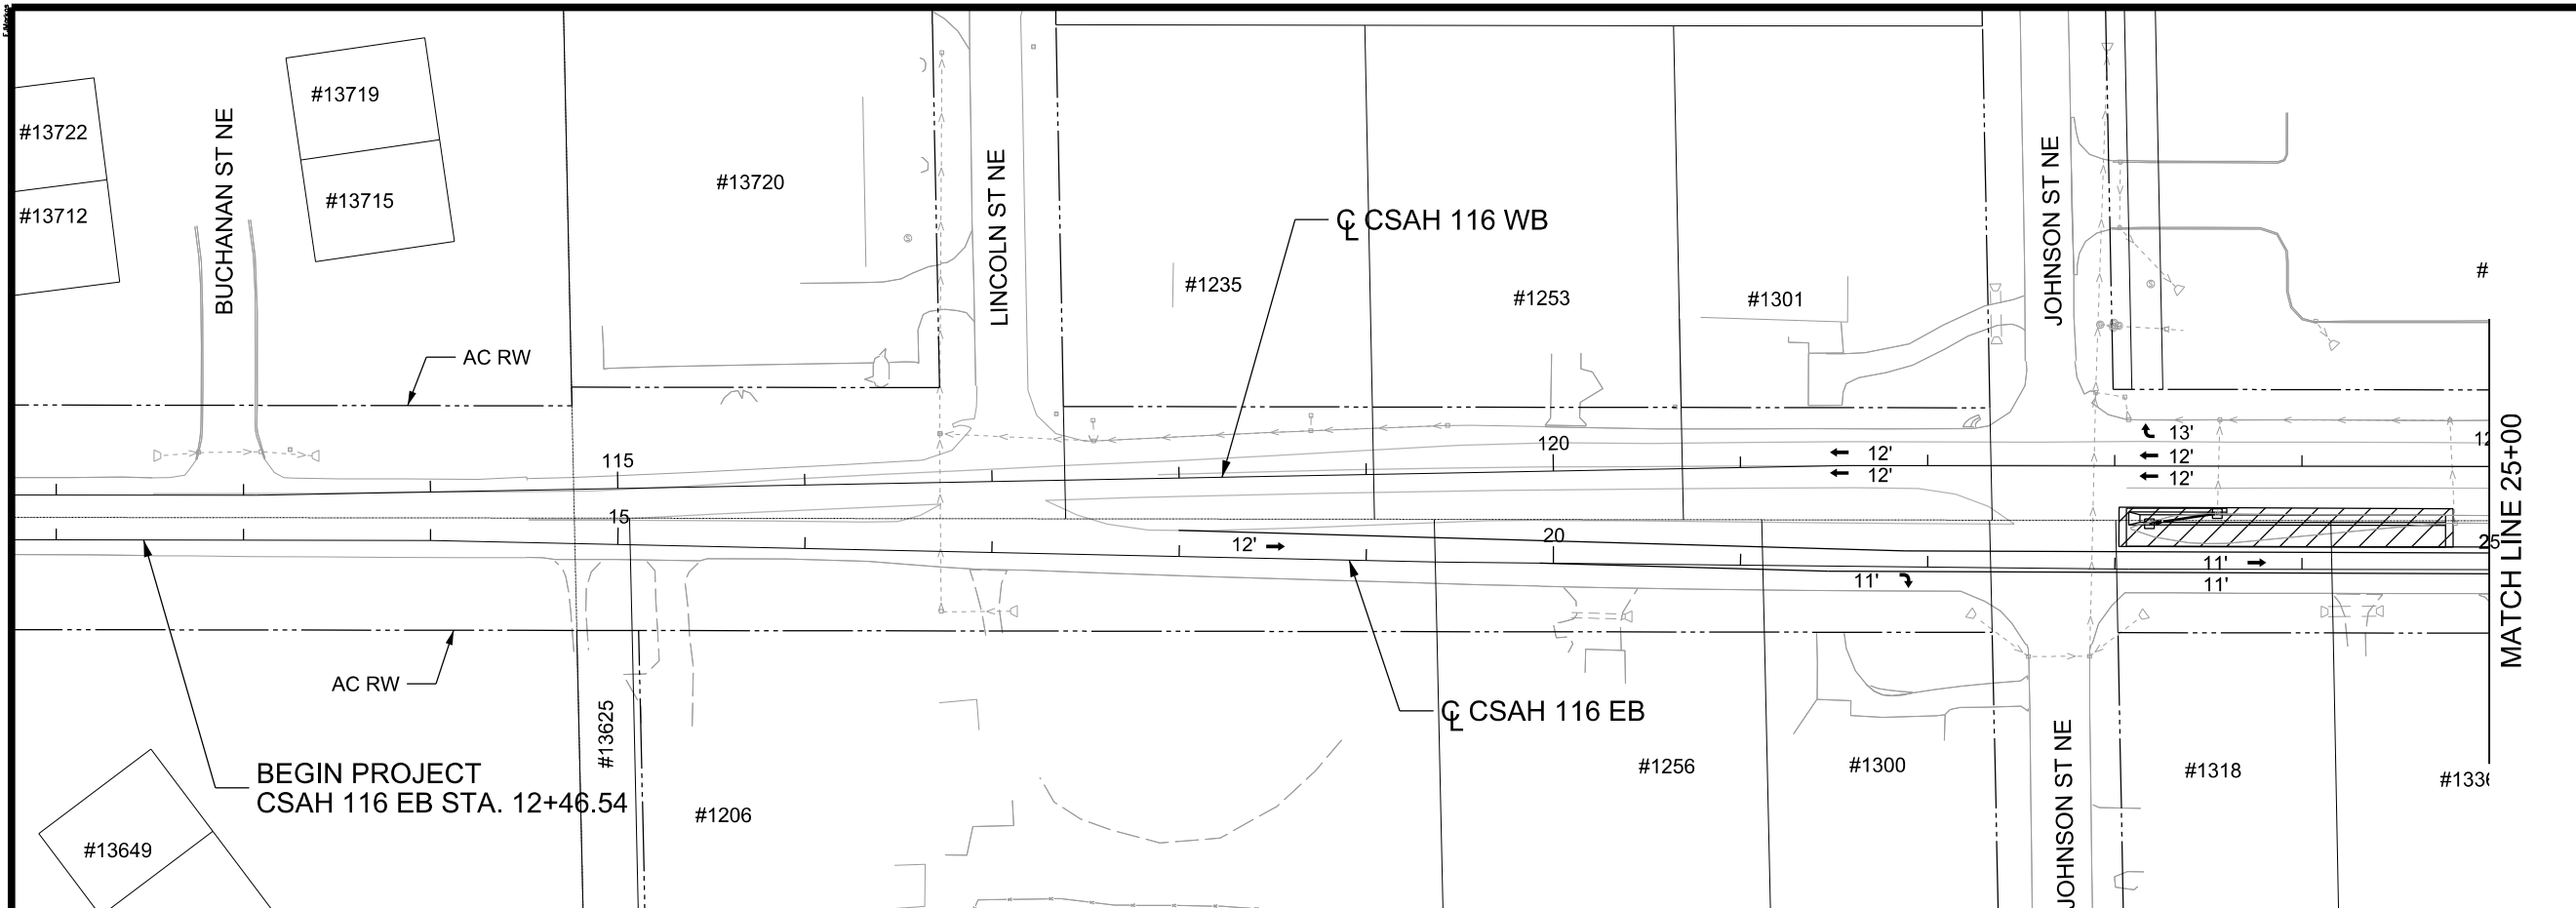 #13722
#13719
#13712
#13715
BUCHANAN ST NE
#13720
LINCOLN ST NE
℄ CSAH 116 WB
JOHNSON ST NE
#1235
#1253
#1301
#
AC RW
115
120
12'
12'
13'
12'
12'
12
MATCH LINE 25+00
15
20
25
12'
11'
11'
11'
AC RW
℄ CSAH 116 EB
#13625
BEGIN PROJECT
CSAH 116 EB STA. 12+46.54
#13649
#1206
#1256
#1300
JOHNSON ST NE
#1318
#1336